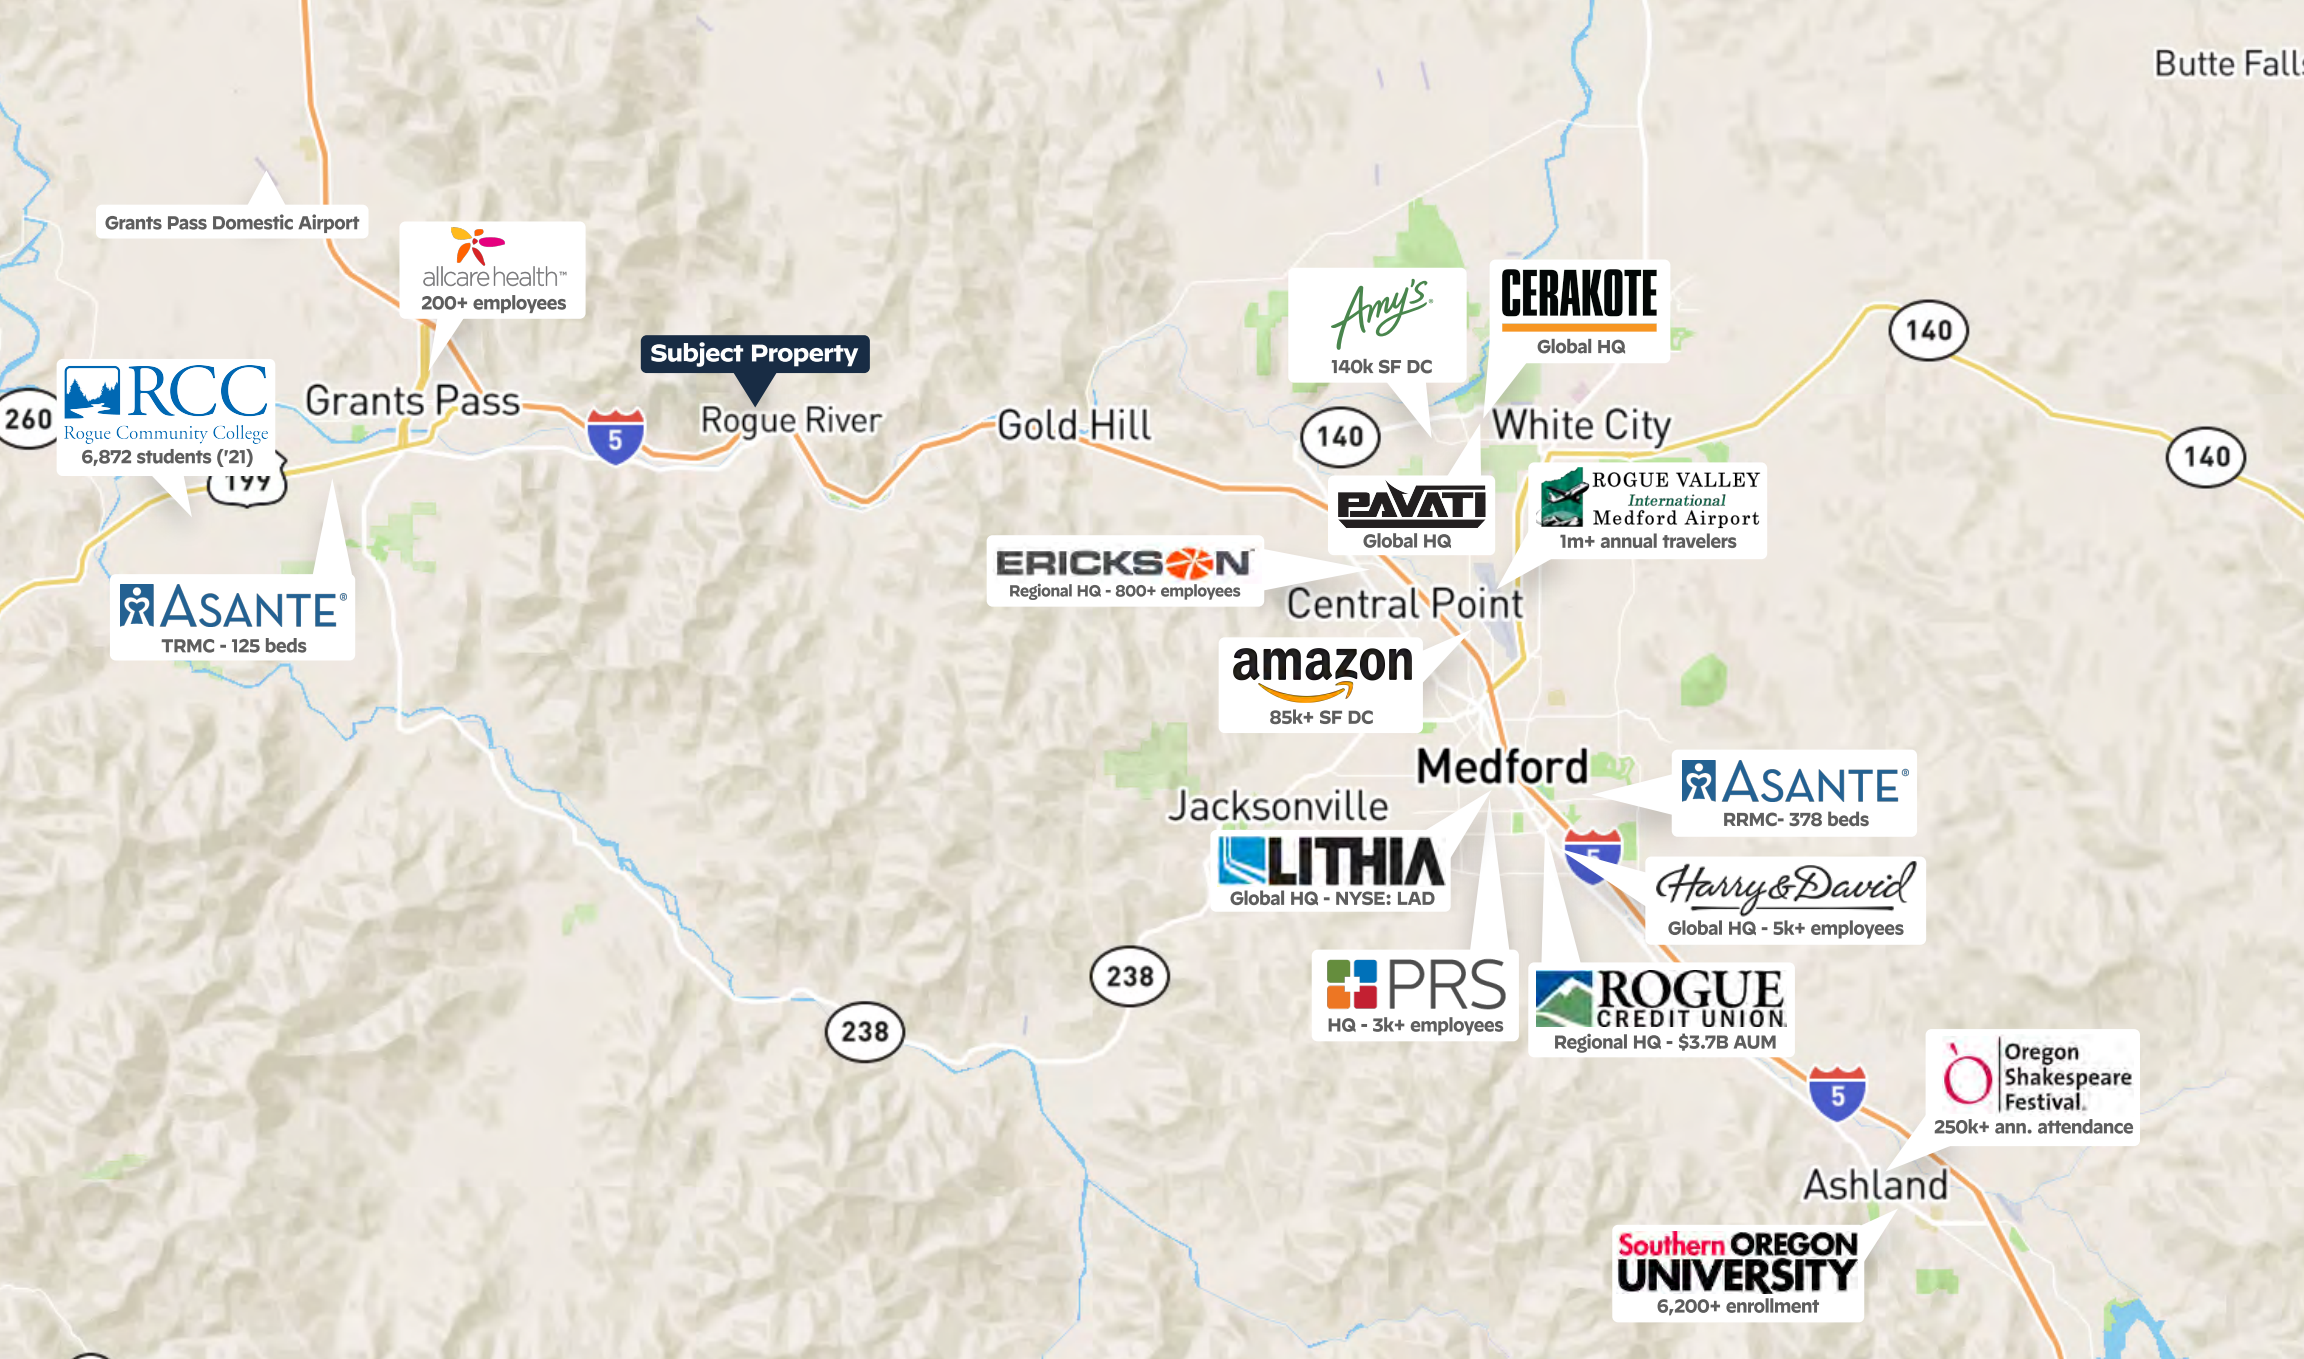 Butte Falls
Grants Pass Domestic Airport
allcare health™
200+ employees
Amy's
140k SF DC
CERAKOTE
Global HQ
140
Subject Property
260
RCC
Rogue Community College
6,872 students ('21)
199
Grants Pass
5
Rogue River
Gold Hill
140
White City
140
PAVATI
Global HQ
ROGUE VALLEY
International
Medford Airport
1m+ annual travelers
ERICKSON
Regional HQ - 800+ employees
ASANTE®
TRMC - 125 beds
Central Point
amazon
85k+ SF DC
Medford
ASANTE®
RRMC- 378 beds
Jacksonville
LITHIA
Global HQ - NYSE: LAD
5
Harry & David
Global HQ - 5k+ employees
238
PRS
HQ - 3k+ employees
ROGUE
CREDIT UNION
Regional HQ - $3.7B AUM
238
5
Oregon
Shakespeare
Festival
250k+ ann. attendance
Ashland
Southern OREGON
UNIVERSITY
6,200+ enrollment